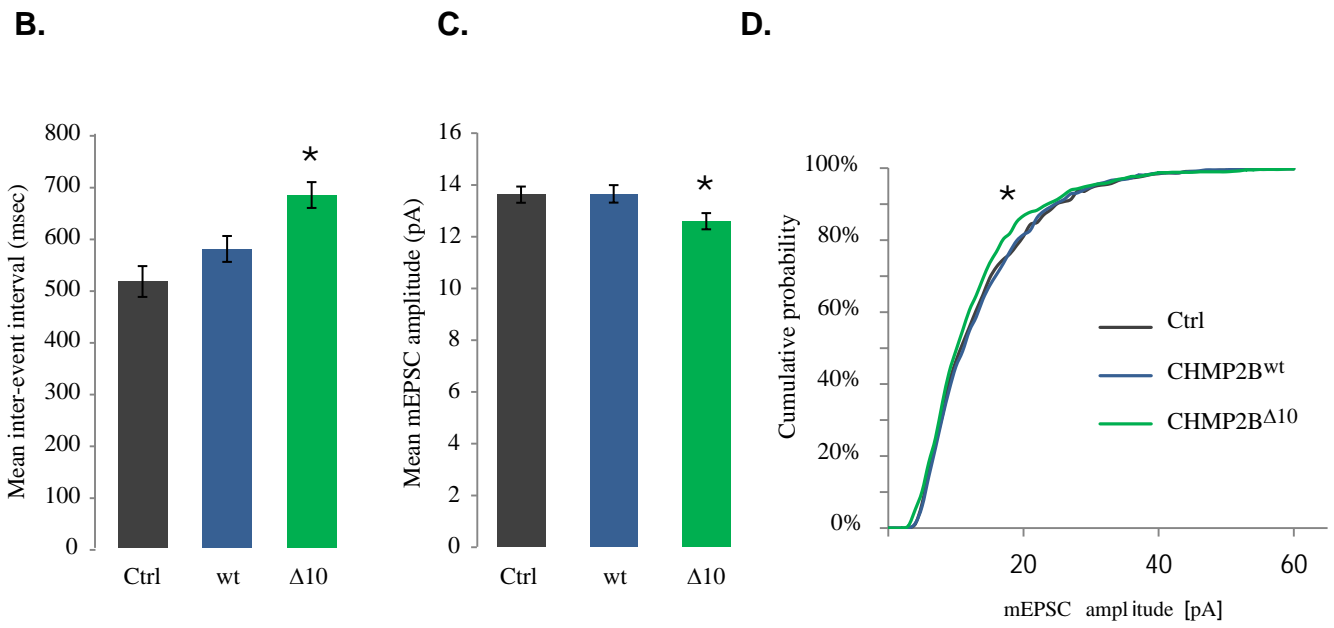 B.
C.
D.
Mean inter-event interval (msec)
800
700
600
500
400
300
200
100
0
*
Ctrl wt Δ10
Mean mEPSC amplitude (pA)
16
14
12
10
8
6
4
2
0
*
Ctrl wt Δ10
Cumulative probability
100%
80%
60%
40%
20%
0%
*
Ctrl
CHMP2Bwt
CHMP2BΔ10
20 40 60
mEPSC amplitude [pA]